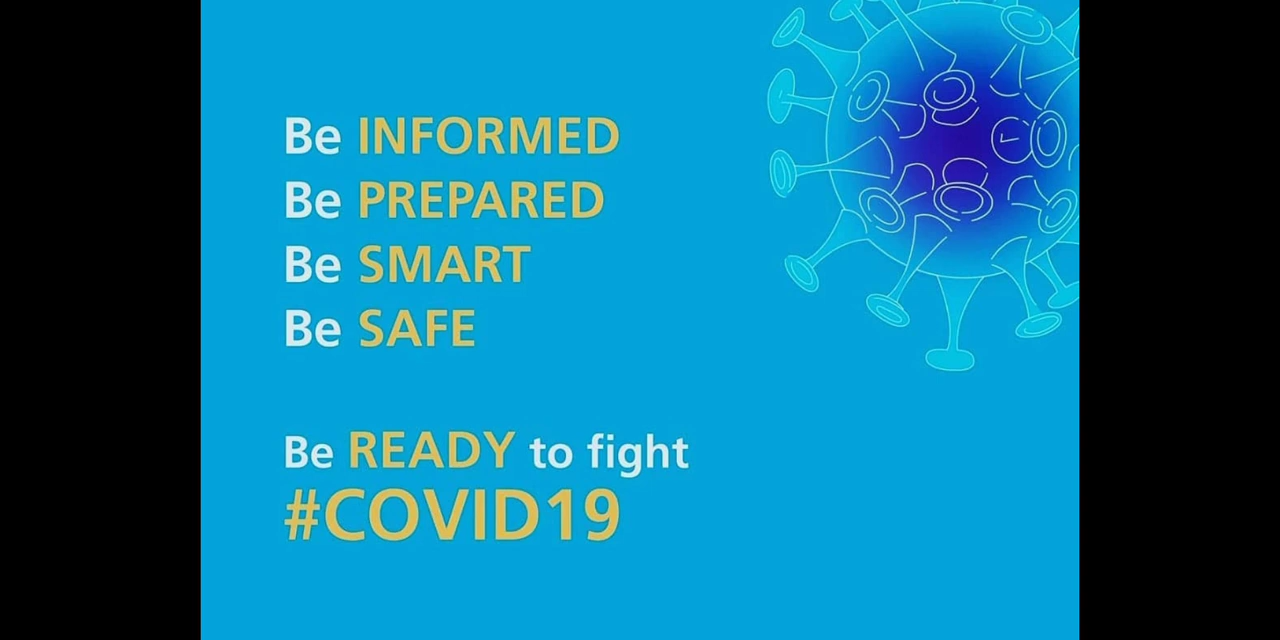 Be INFORMED
Be PREPARED
Be SMART
Be SAFE
Be READY to fight
#COVID19